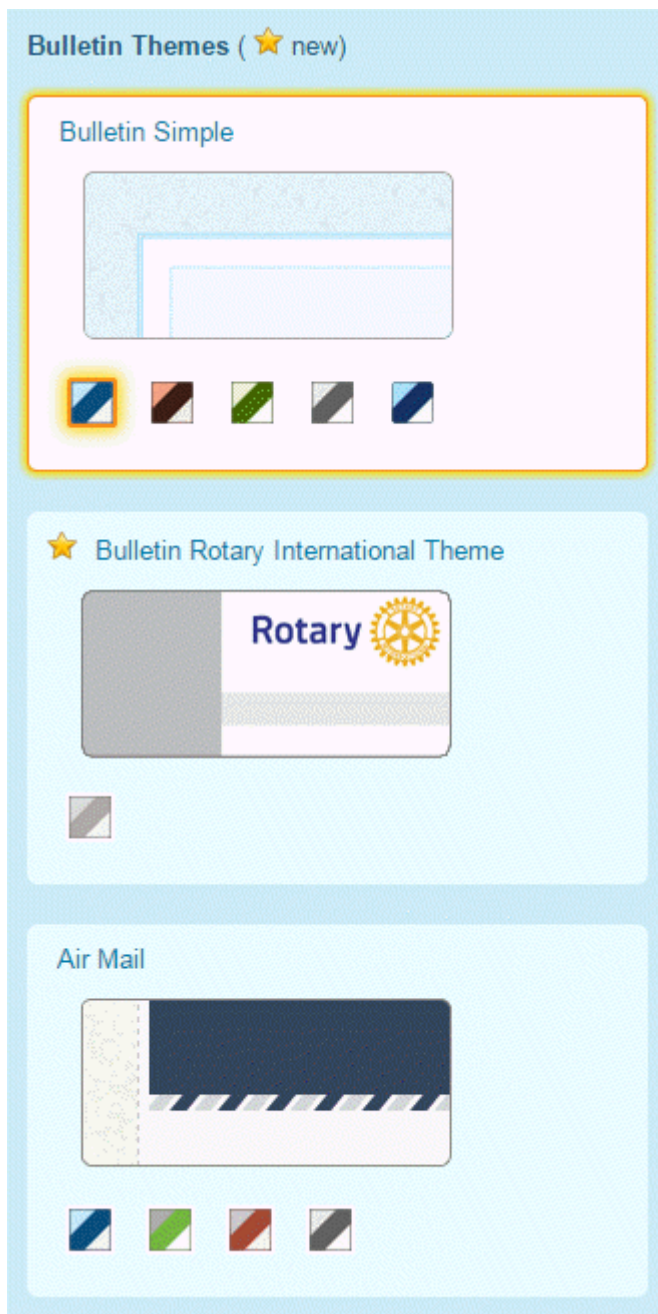 Bulletin Themes ( new)
Bulletin Simple
Bulletin Rotary International Theme
Rotary
Air Mail